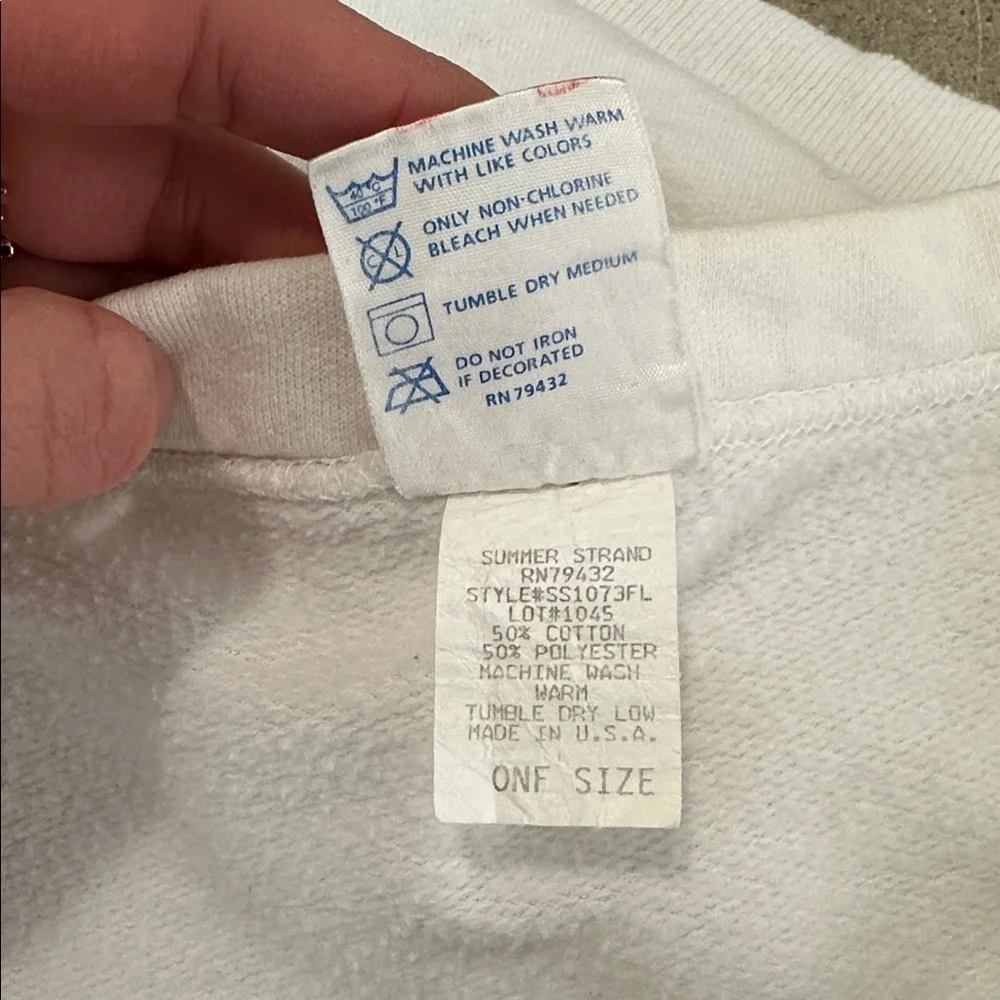 MACHINE WASH WARM
WITH LIKE COLORS
40°C
100°F
ONLY NON-CHLORINE
BLEACH WHEN NEEDED
CL
TUMBLE DRY MEDIUM
DO NOT IRON
IF DECORATED
RN 79432
SUMMER STRAND
RN79432
STYLE#SS1073FL
LOT#1045
50% COTTON
50% POLYESTER
MACHINE WASH
WARM
TUMBLE DRY LOW
MADE IN U.S.A.
ONE SIZE